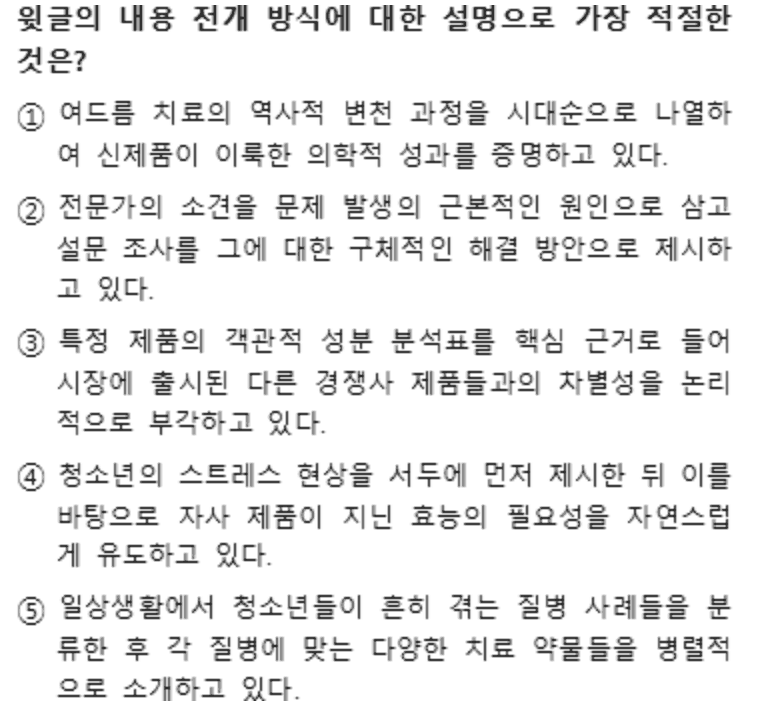 윗글의 내용 전개 방식에 대한 설명으로 가장 적절한
것은?
① 여드름 치료의 역사적 변천 과정을 시대순으로 나열하
여 신제품이 이룩한 의학적 성과를 증명하고 있다.
② 전문가의 소견을 문제 발생의 근본적인 원인으로 삼고
설문 조사를 그에 대한 구체적인 해결 방안으로 제시하
고 있다.
③ 특정 제품의 객관적 성분 분석표를 핵심 근거로 들어
시장에 출시된 다른 경쟁사 제품들과의 차별성을 논리
적으로 부각하고 있다.
④ 청소년의 스트레스 현상을 서두에 먼저 제시한 뒤 이를
바탕으로 자사 제품이 지닌 효능의 필요성을 자연스럽
게 유도하고 있다.
⑤ 일상생활에서 청소년들이 흔히 겪는 질병 사례들을 분
류한 후 각 질병에 맞는 다양한 치료 약물들을 병렬적
으로 소개하고 있다.